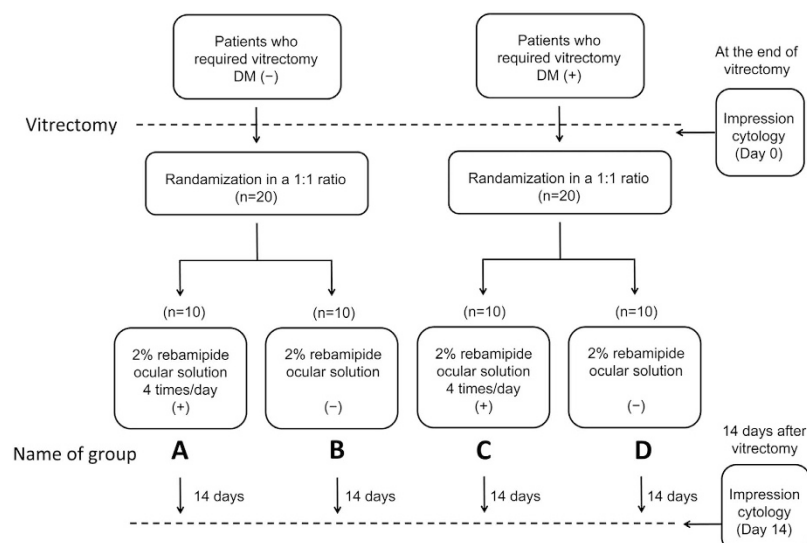 Patients who
required vitrectomy
DM (−)
Patients who
required vitrectomy
DM (+)
At the end of
vitrectomy
Vitrectomy
Impression
cytology
(Day 0)
Randamization in a 1:1 ratio
(n=20)
Randamization in a 1:1 ratio
(n=20)
(n=10)
(n=10)
(n=10)
(n=10)
2% rebamipide
ocular solution
4 times/day
(+)
2% rebamipide
ocular solution
(−)
2% rebamipide
ocular solution
4 times/day
(+)
2% rebamipide
ocular solution
(−)
Name of group
A
B
C
D
14 days after
vitrectomy
14 days
14 days
14 days
14 days
Impression
cytology
(Day 14)